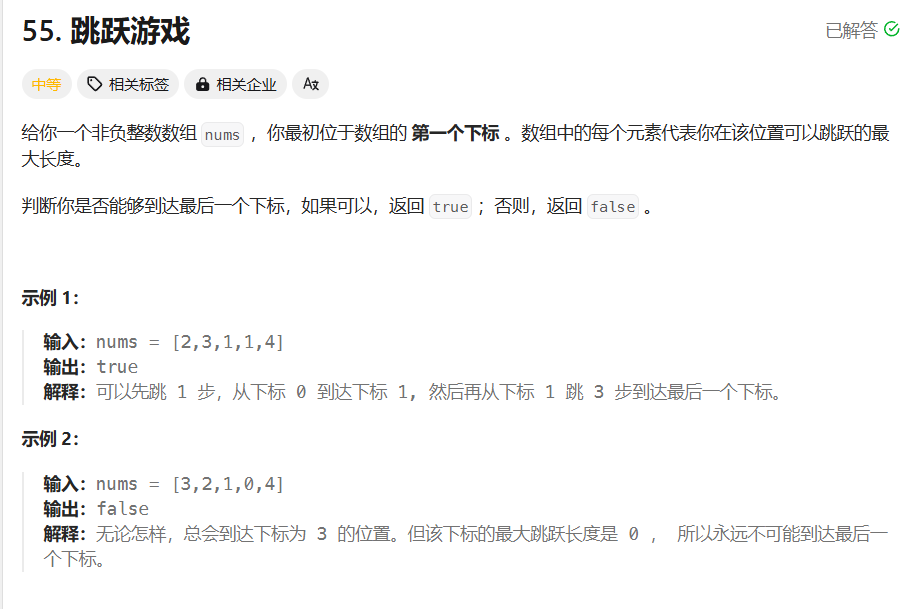 55. 跳跃游戏
已解答
中等
相关标签
相关企业
给你一个非负整数数组 nums ，你最初位于数组的 第一个下标 。数组中的每个元素代表你在该位置可以跳跃的最
大长度。
判断你是否能够到达最后一个下标，如果可以，返回 true ；否则，返回 false 。
示例 1：
输入：nums = [2,3,1,1,4]
输出：true
解释：可以先跳 1 步，从下标 0 到达下标 1, 然后再从下标 1 跳 3 步到达最后一个下标。
示例 2：
输入：nums = [3,2,1,0,4]
输出：false
解释：无论怎样，总会到达下标为 3 的位置。但该下标的最大跳跃长度是 0 ， 所以永远不可能到达最后一
个下标。